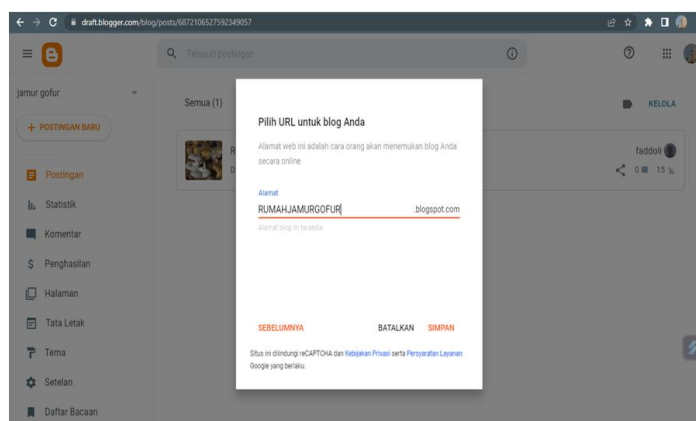 draft.blogger.com/blog/posts/6872106527592349057
Telusuri postingan
jamur gofur
Semua (1)
KELOLA
+ POSTINGAN BARU
Postingan
Statistik
Komentar
Penghasilan
Halaman
Tata Letak
Tema
Setelan
Daftar Bacaan
R
D
faddoli
0 15
Pilih URL untuk blog Anda
Alamat web ini adalah cara orang akan menemukan blog Anda
secara online
Alamat
RUMAHJAMURGOFUR .blogspot.com
Alamat blog ini tersedia.
SEBELUMNYA BATALKAN SIMPAN
Situs ini dilindungi reCAPTCHA dan Kebijakan Privasi serta Persyaratan Layanan
Google yang berlaku.